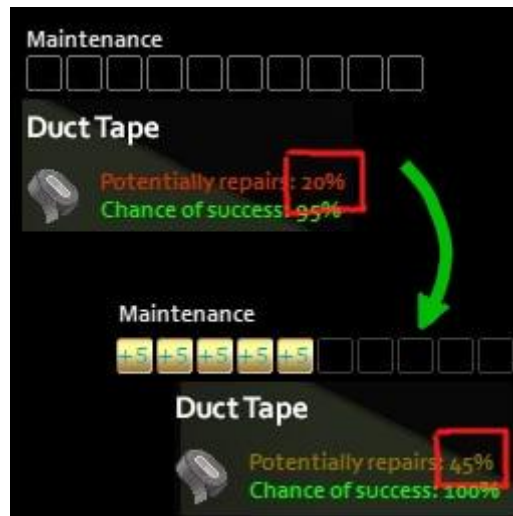 Maintenance
Duct Tape
Potentially repairs: 20%
Chance of success: 95%
Maintenance
+5 +5 +5 +5 +5
Duct Tape
Potentially repairs: 45%
Chance of success: 100%